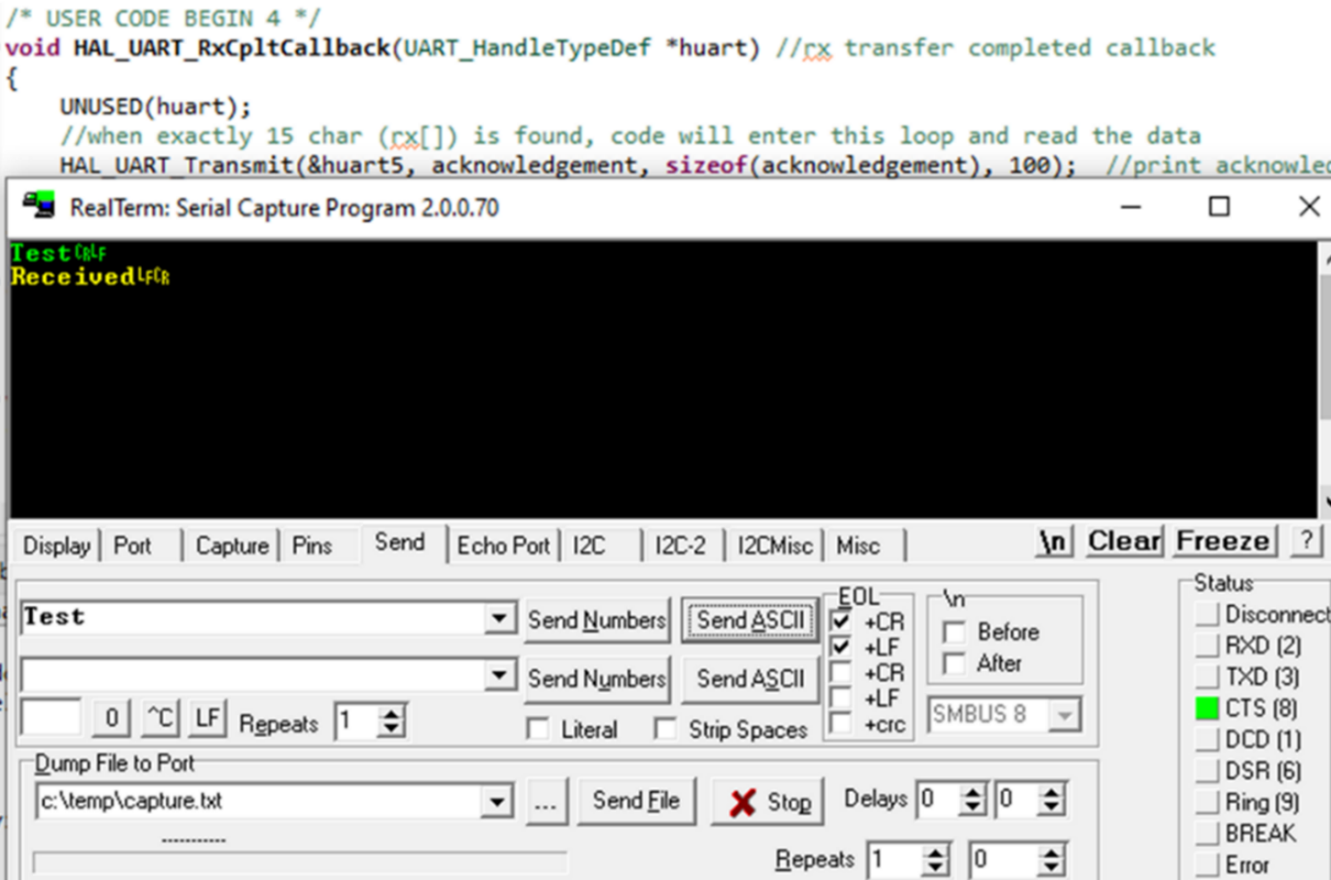 /* USER CODE BEGIN 4 */
void HAL_UART_RxCpltCallback(UART_HandleTypeDef *huart) //rx transfer completed callback
{
UNUSED(huart);
//when exactly 15 char (rx[]) is found, code will enter this loop and read the data
HAL_UART_Transmit(&huart5, acknowledgement, sizeof(acknowledgement), 100); //print acknowled
RealTerm: Serial Capture Program 2.0.0.70
TestCRLF
ReceivedLFCR
Display Port Capture Pins Send Echo Port I2C I2C-2 I2CMisc Misc \n Clear Freeze ?
EOL \n Status
Test Send Numbers Send ASCII +CR Before Disconnect
+LF After RXD (2)
Send Numbers Send ASCII +CR TXD (3)
0 ^C LF Repeats 1 Literal Strip Spaces +LF SMBUS 8 CTS (8)
+crc DCD (1)
Dump File to Port DSR (6)
c:\temp\capture.txt ... Send File Stop Delays 0 0 Ring (9)
BREAK
Repeats 1 0 Error